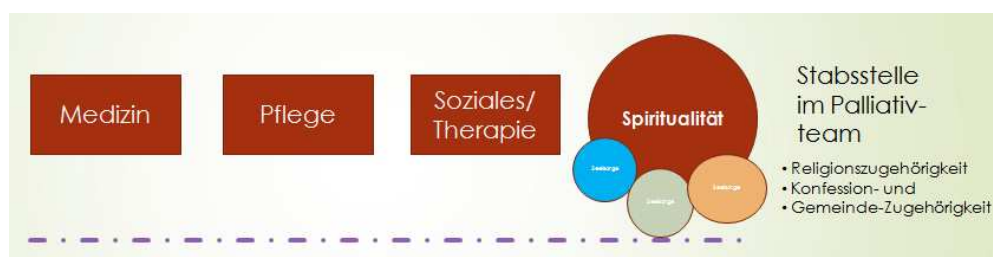 Medizin
Pflege
Soziales/
Therapie
Spiritualität
Seelsorge
Seelsorge
Seelsorge
Stabsstelle
im Palliativ-
team
• Religionszugehörigkeit
• Konfession- und
• Gemeinde-Zugehörigkeit